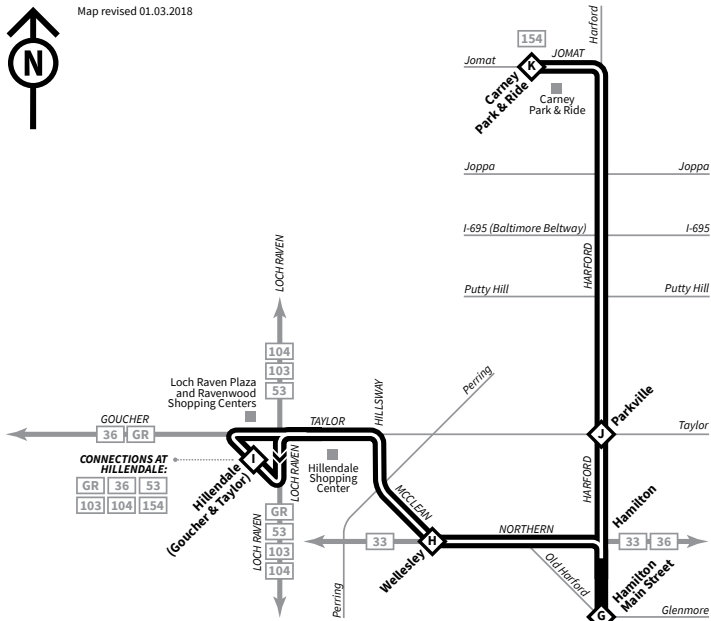 Map revised 01.03.2018
N
Harford
154
JOMAT
Jomat
K
Carney
Park & Ride
Carney
Park & Ride
Joppa
Joppa
I-695 (Baltimore Beltway)
I-695
HARFORD
Putty Hill
Putty Hill
LOCH RAVEN
104
103
53
Loch Raven Plaza
and Ravenwood
Shopping Centers
HILLSWAY
Perring
Parkville
GOUCHER
36
GR
TAYLOR
J
Taylor
CONNECTIONS AT
HILLENDALE:
GR
36
53
103
104
154
I
Hillendale
(Goucher & Taylor)
LOCH RAVEN
Hillendale
Shopping
Center
HARFORD
MCCLEAN
Hamilton
GR
53
103
104
LOCH RAVEN
33
H
Wellesley
NORTHERN
33
36
Old Harford
Hamilton
Main Street
Perring
G
Glenmore